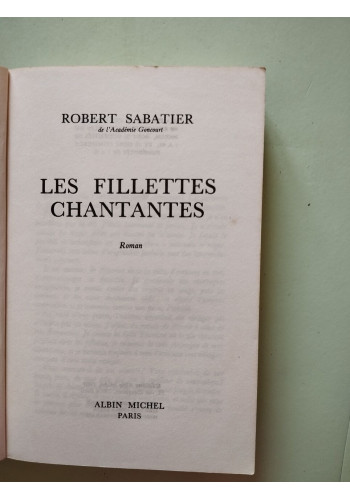 ROBERT SABATIER
de l'Académie Goncourt
LES FILLETTES
CHANTANTES
Roman
ALBIN MICHEL
PARIS